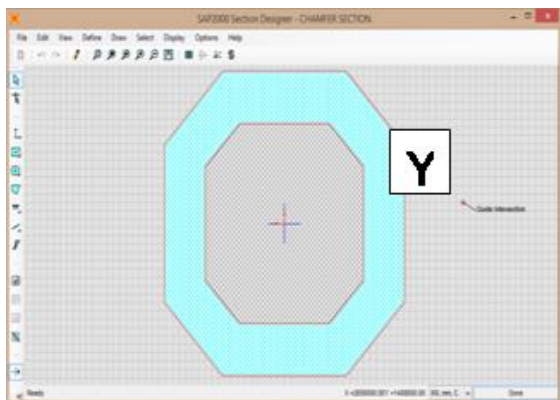 SAP2000 Section Designer - CHAMFER SECTION
File Edit View Define Draw Select Display Options Help
Y
Guide Intersection
Ready
Done